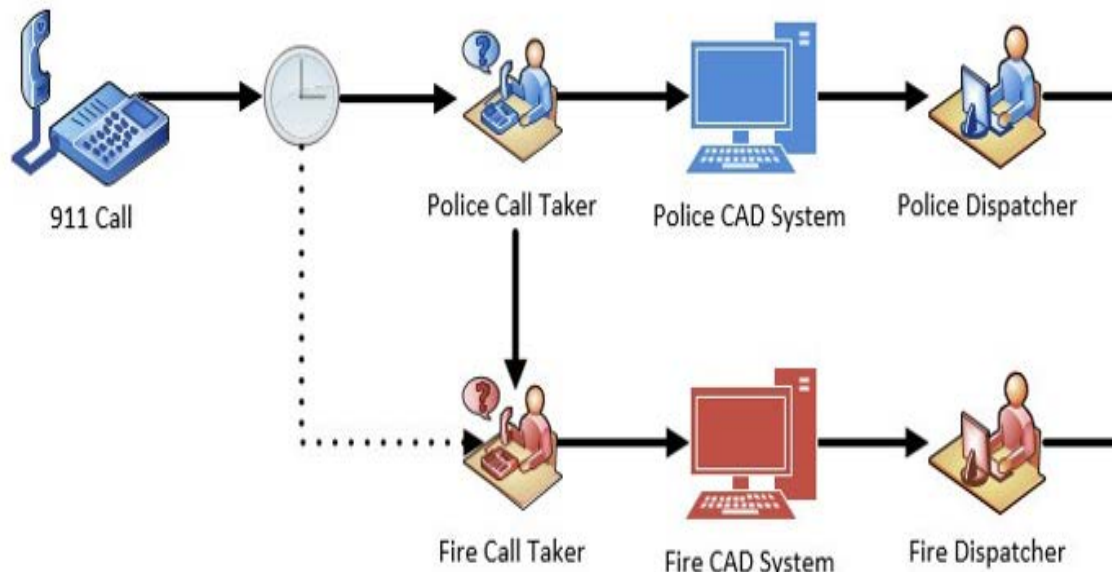 911 Call
Police Call Taker
Police CAD System
Police Dispatcher
Fire Call Taker
Fire CAD System
Fire Dispatcher